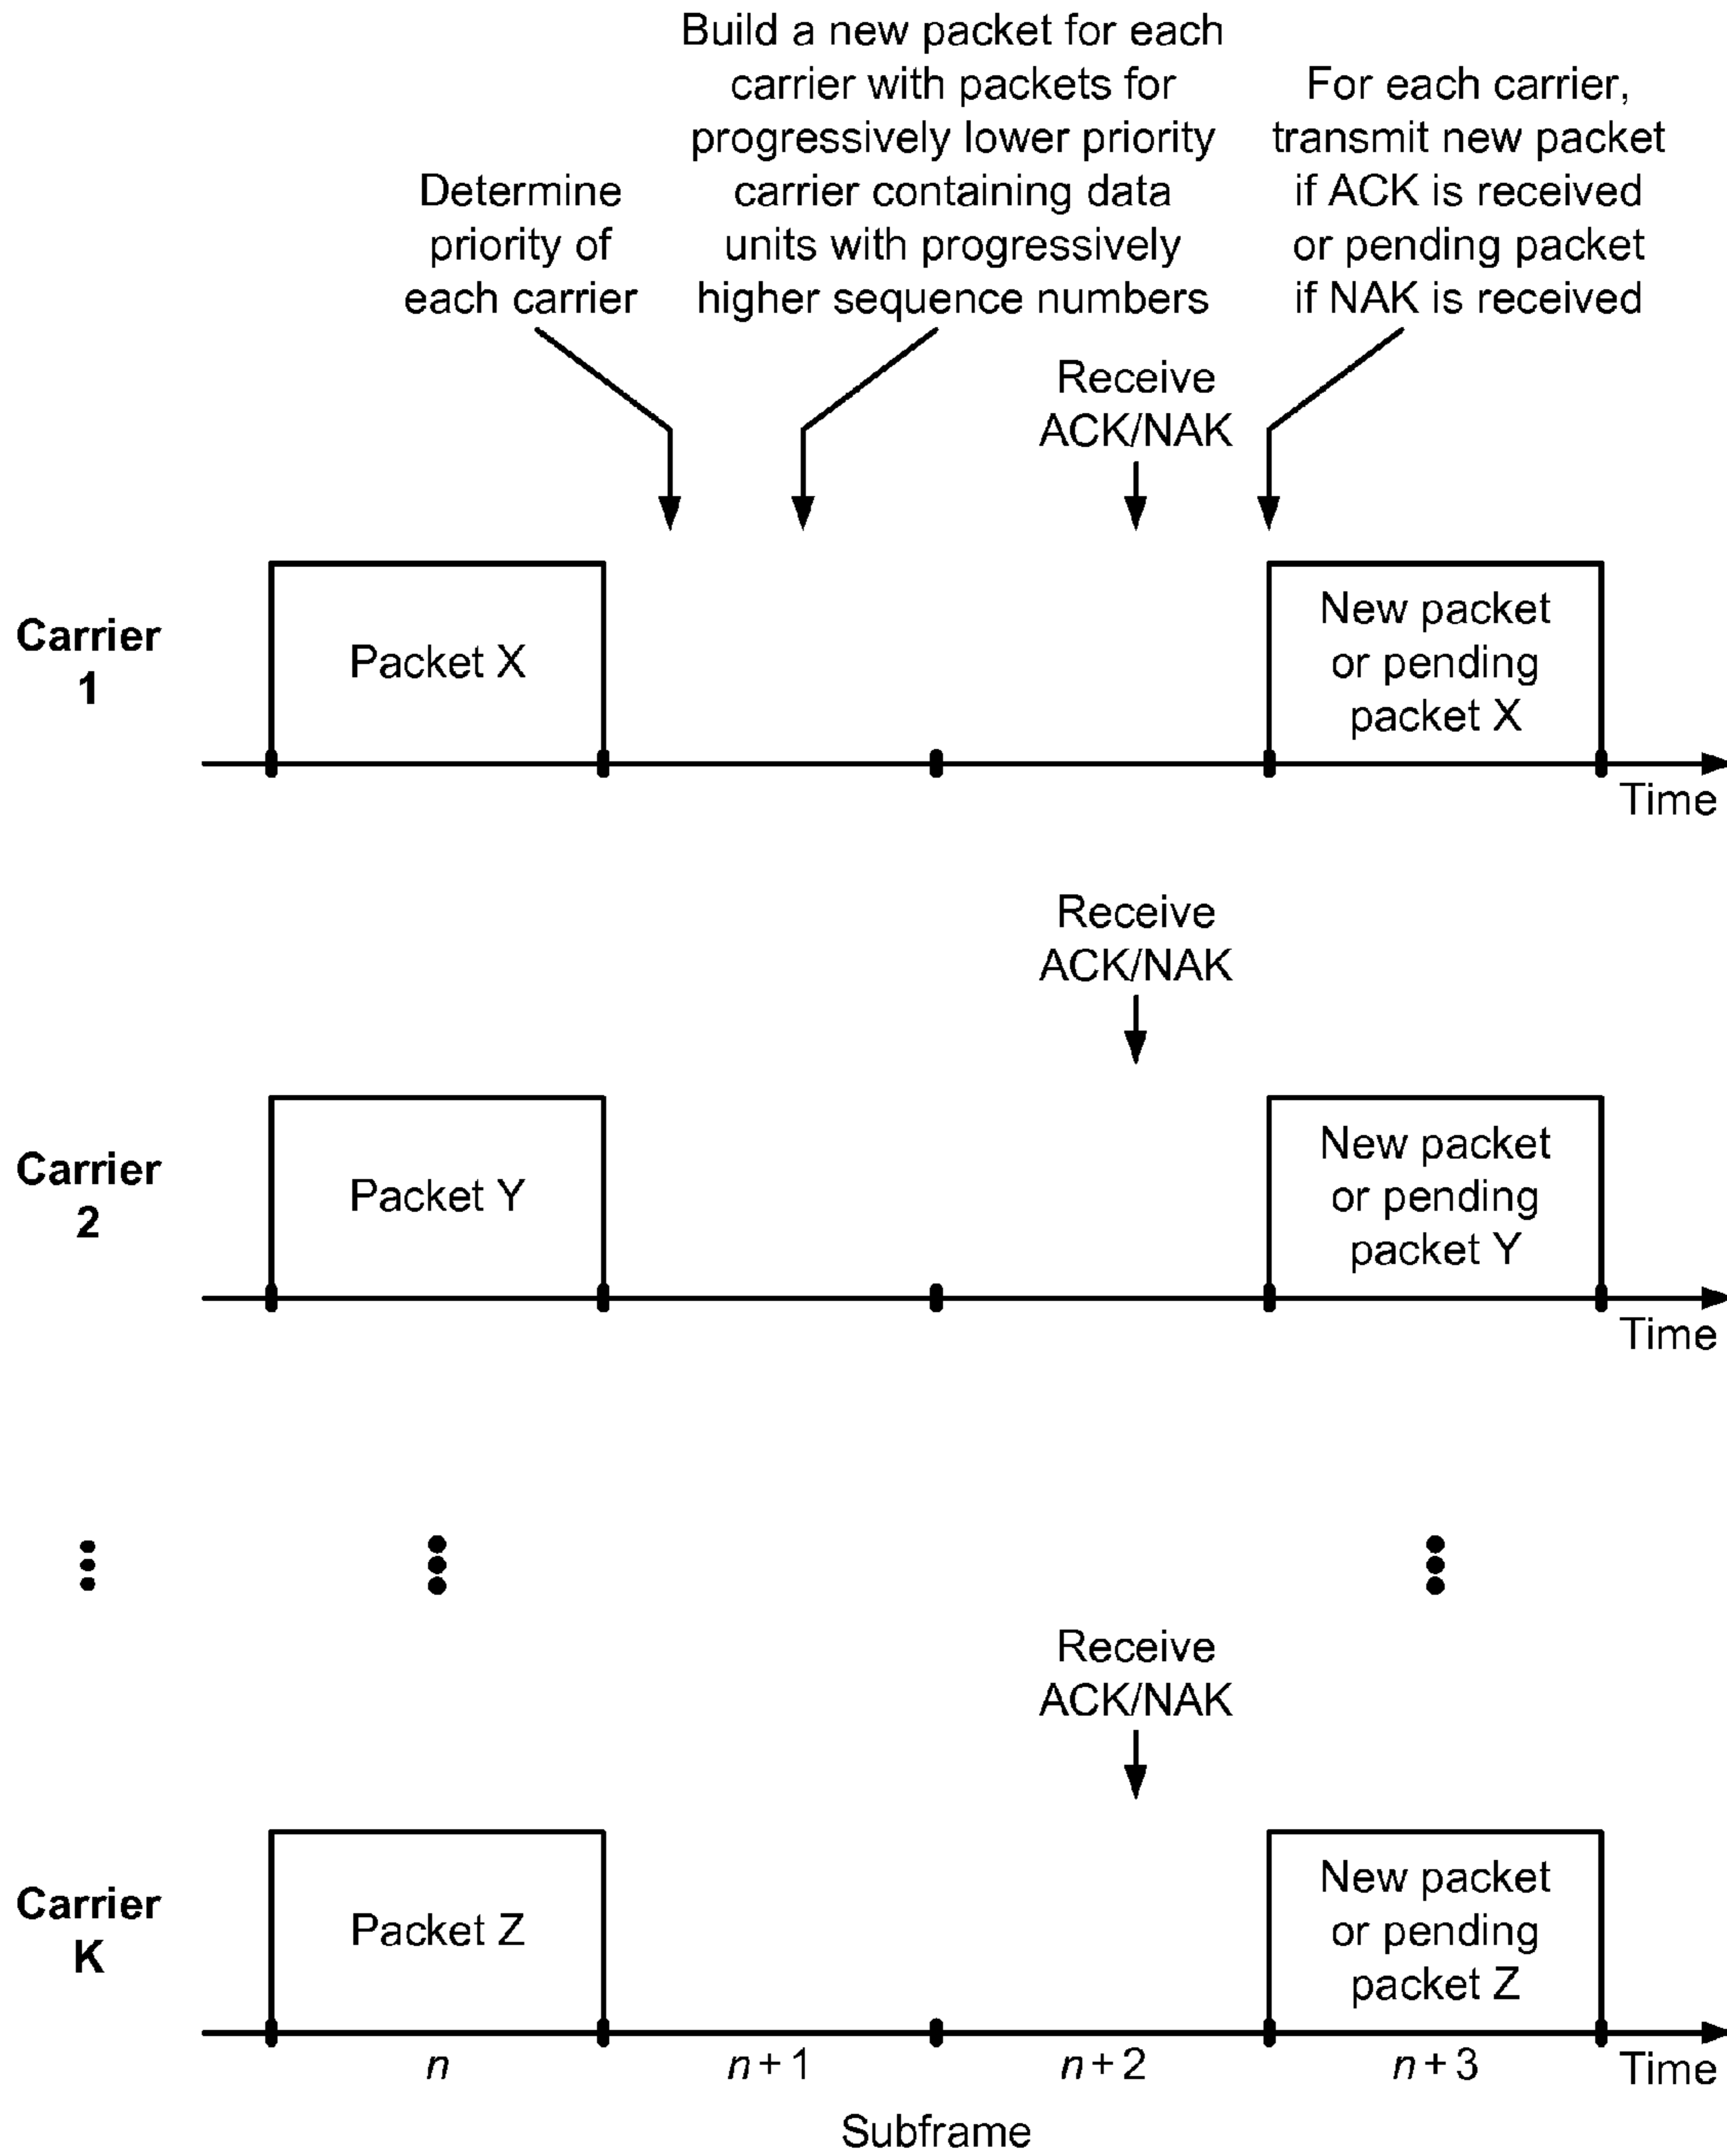 Build a new packet for each
carrier with packets for
progressively lower priority
carrier containing data
units with progressively
higher sequence numbers
For each carrier,
transmit new packet
if ACK is received
or pending packet
if NAK is received
Determine
priority of
each carrier
Receive
ACK/NAK
Carrier
1
Packet X
New packet
or pending
packet X
Time
Receive
ACK/NAK
Carrier
2
Packet Y
New packet
or pending
packet Y
Time
Receive
ACK/NAK
Carrier
K
Packet Z
New packet
or pending
packet Z
n
n + 1
n + 2
n + 3
Time
Subframe